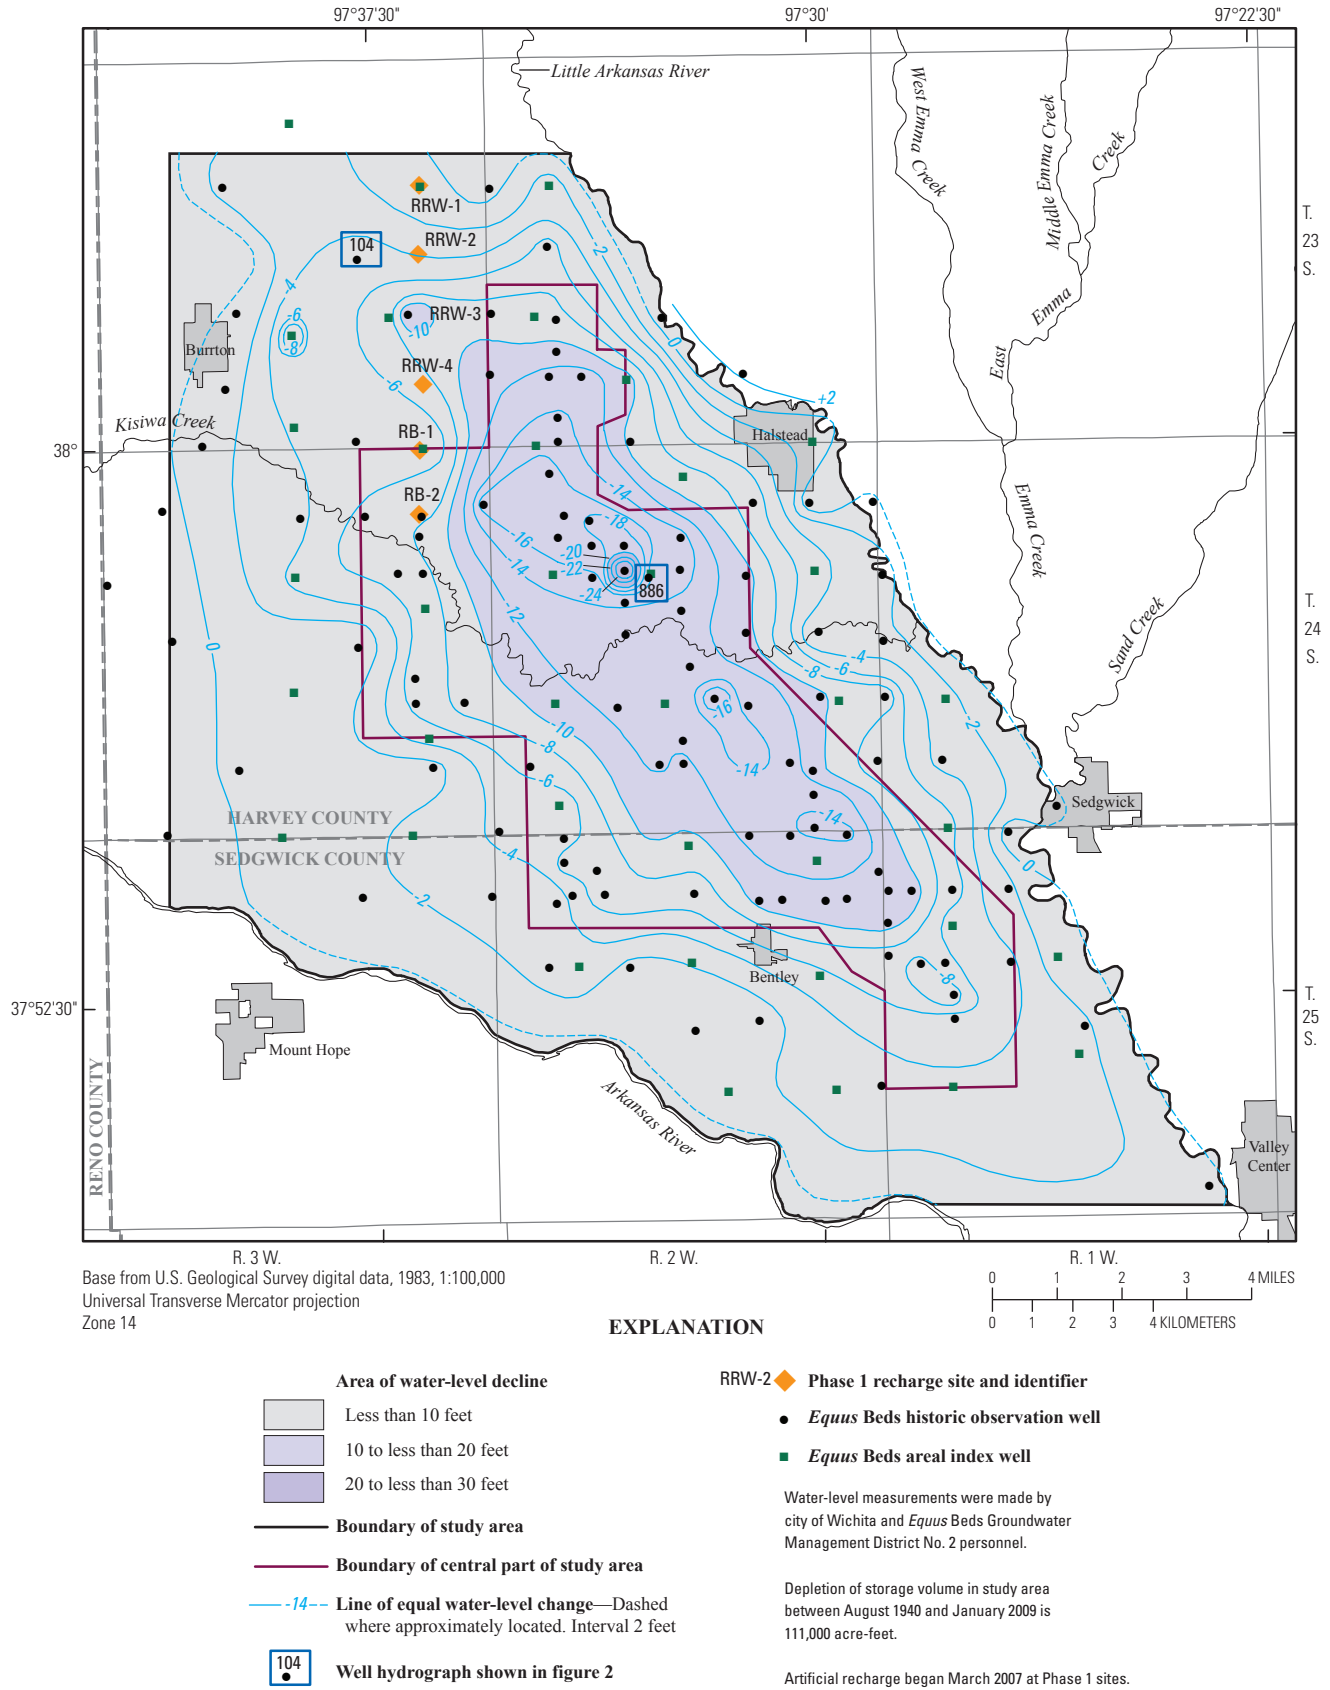 97°37'30"
97°30'
97°22'30"
Little Arkansas River
West Emma Creek
Middle Emma Creek
Creek
T.
23
S.
RRW-1
RRW-2
104
-2
-4
-6
-8
RRW-3
-10
0
East
Emma
Burrton
RRW-4
-6
+2
Kisiwa Creek
RB-1
Halstead
38°
RB-2
-14
-18
-16
-20
-22
-24
-14
886
-12
Emma Creek
T.
24
S.
Sand Creek
0
-4
-6
-8
-16
-2
-10
-8
-14
-6
Sedgwick
HARVEY COUNTY
SEDGWICK COUNTY
-14
-4
0
-2
-8
Bentley
37°52'30"
Mount Hope
T.
25
S.
RENO COUNTY
Arkansas River
Valley
Center
R. 3 W.
R. 2 W.
R. 1 W.
Base from U.S. Geological Survey digital data, 1983, 1:100,000
Universal Transverse Mercator projection
Zone 14
0 1 2 3 4 MILES
0 1 2 3 4 KILOMETERS
EXPLANATION
Area of water-level decline
Less than 10 feet
10 to less than 20 feet
20 to less than 30 feet
Boundary of study area
Boundary of central part of study area
-14
Line of equal water-level change—Dashed
where approximately located. Interval 2 feet
104
Well hydrograph shown in figure 2
RRW-2
Phase 1 recharge site and identifier
Equus Beds historic observation well
Equus Beds areal index well
Water-level measurements were made by
city of Wichita and Equus Beds Groundwater
Management District No. 2 personnel.
Depletion of storage volume in study area
between August 1940 and January 2009 is
111,000 acre-feet.
Artificial recharge began March 2007 at Phase 1 sites.